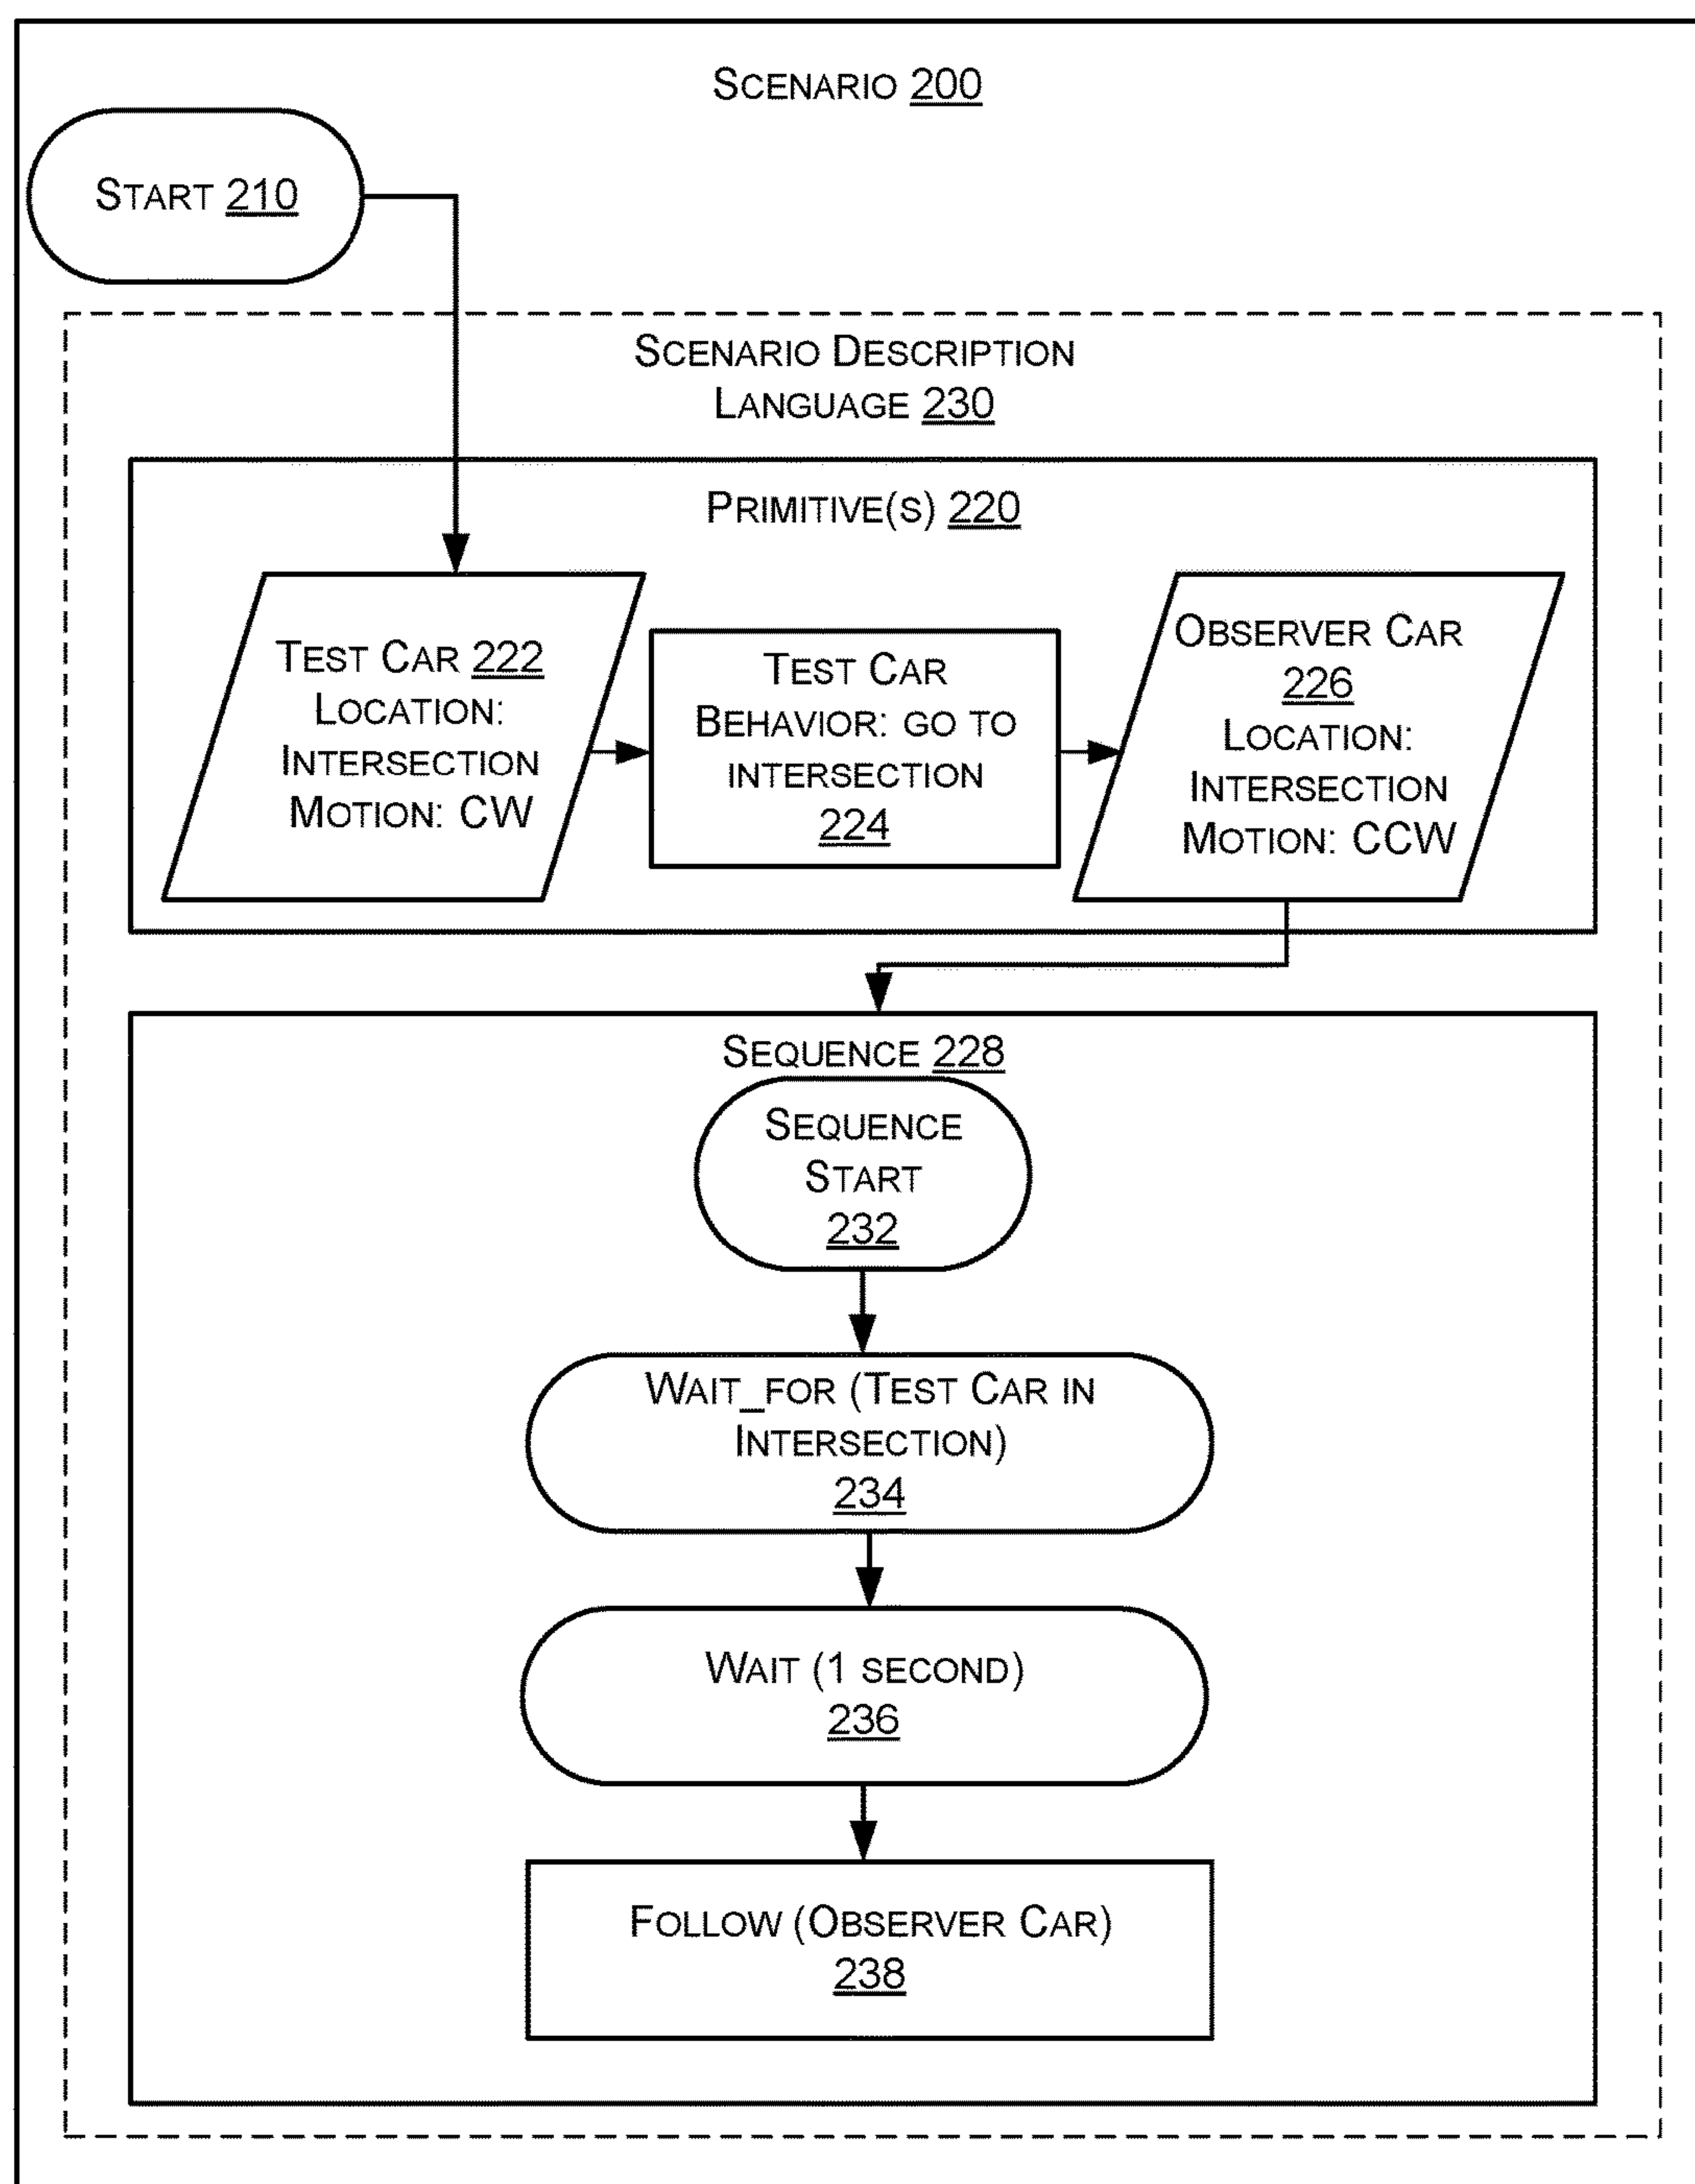 SCENARIO 200
START 210
SCENARIO DESCRIPTION
LANGUAGE 230
PRIMITIVE(S) 220
TEST CAR 222
LOCATION:
INTERSECTION
MOTION: CW
TEST CAR
BEHAVIOR: GO TO
INTERSECTION
224
OBSERVER CAR
226
LOCATION:
INTERSECTION
MOTION: CCW
SEQUENCE 228
SEQUENCE
START
232
WAIT_FOR (TEST CAR IN
INTERSECTION)
234
WAIT (1 SECOND)
236
FOLLOW (OBSERVER CAR)
238